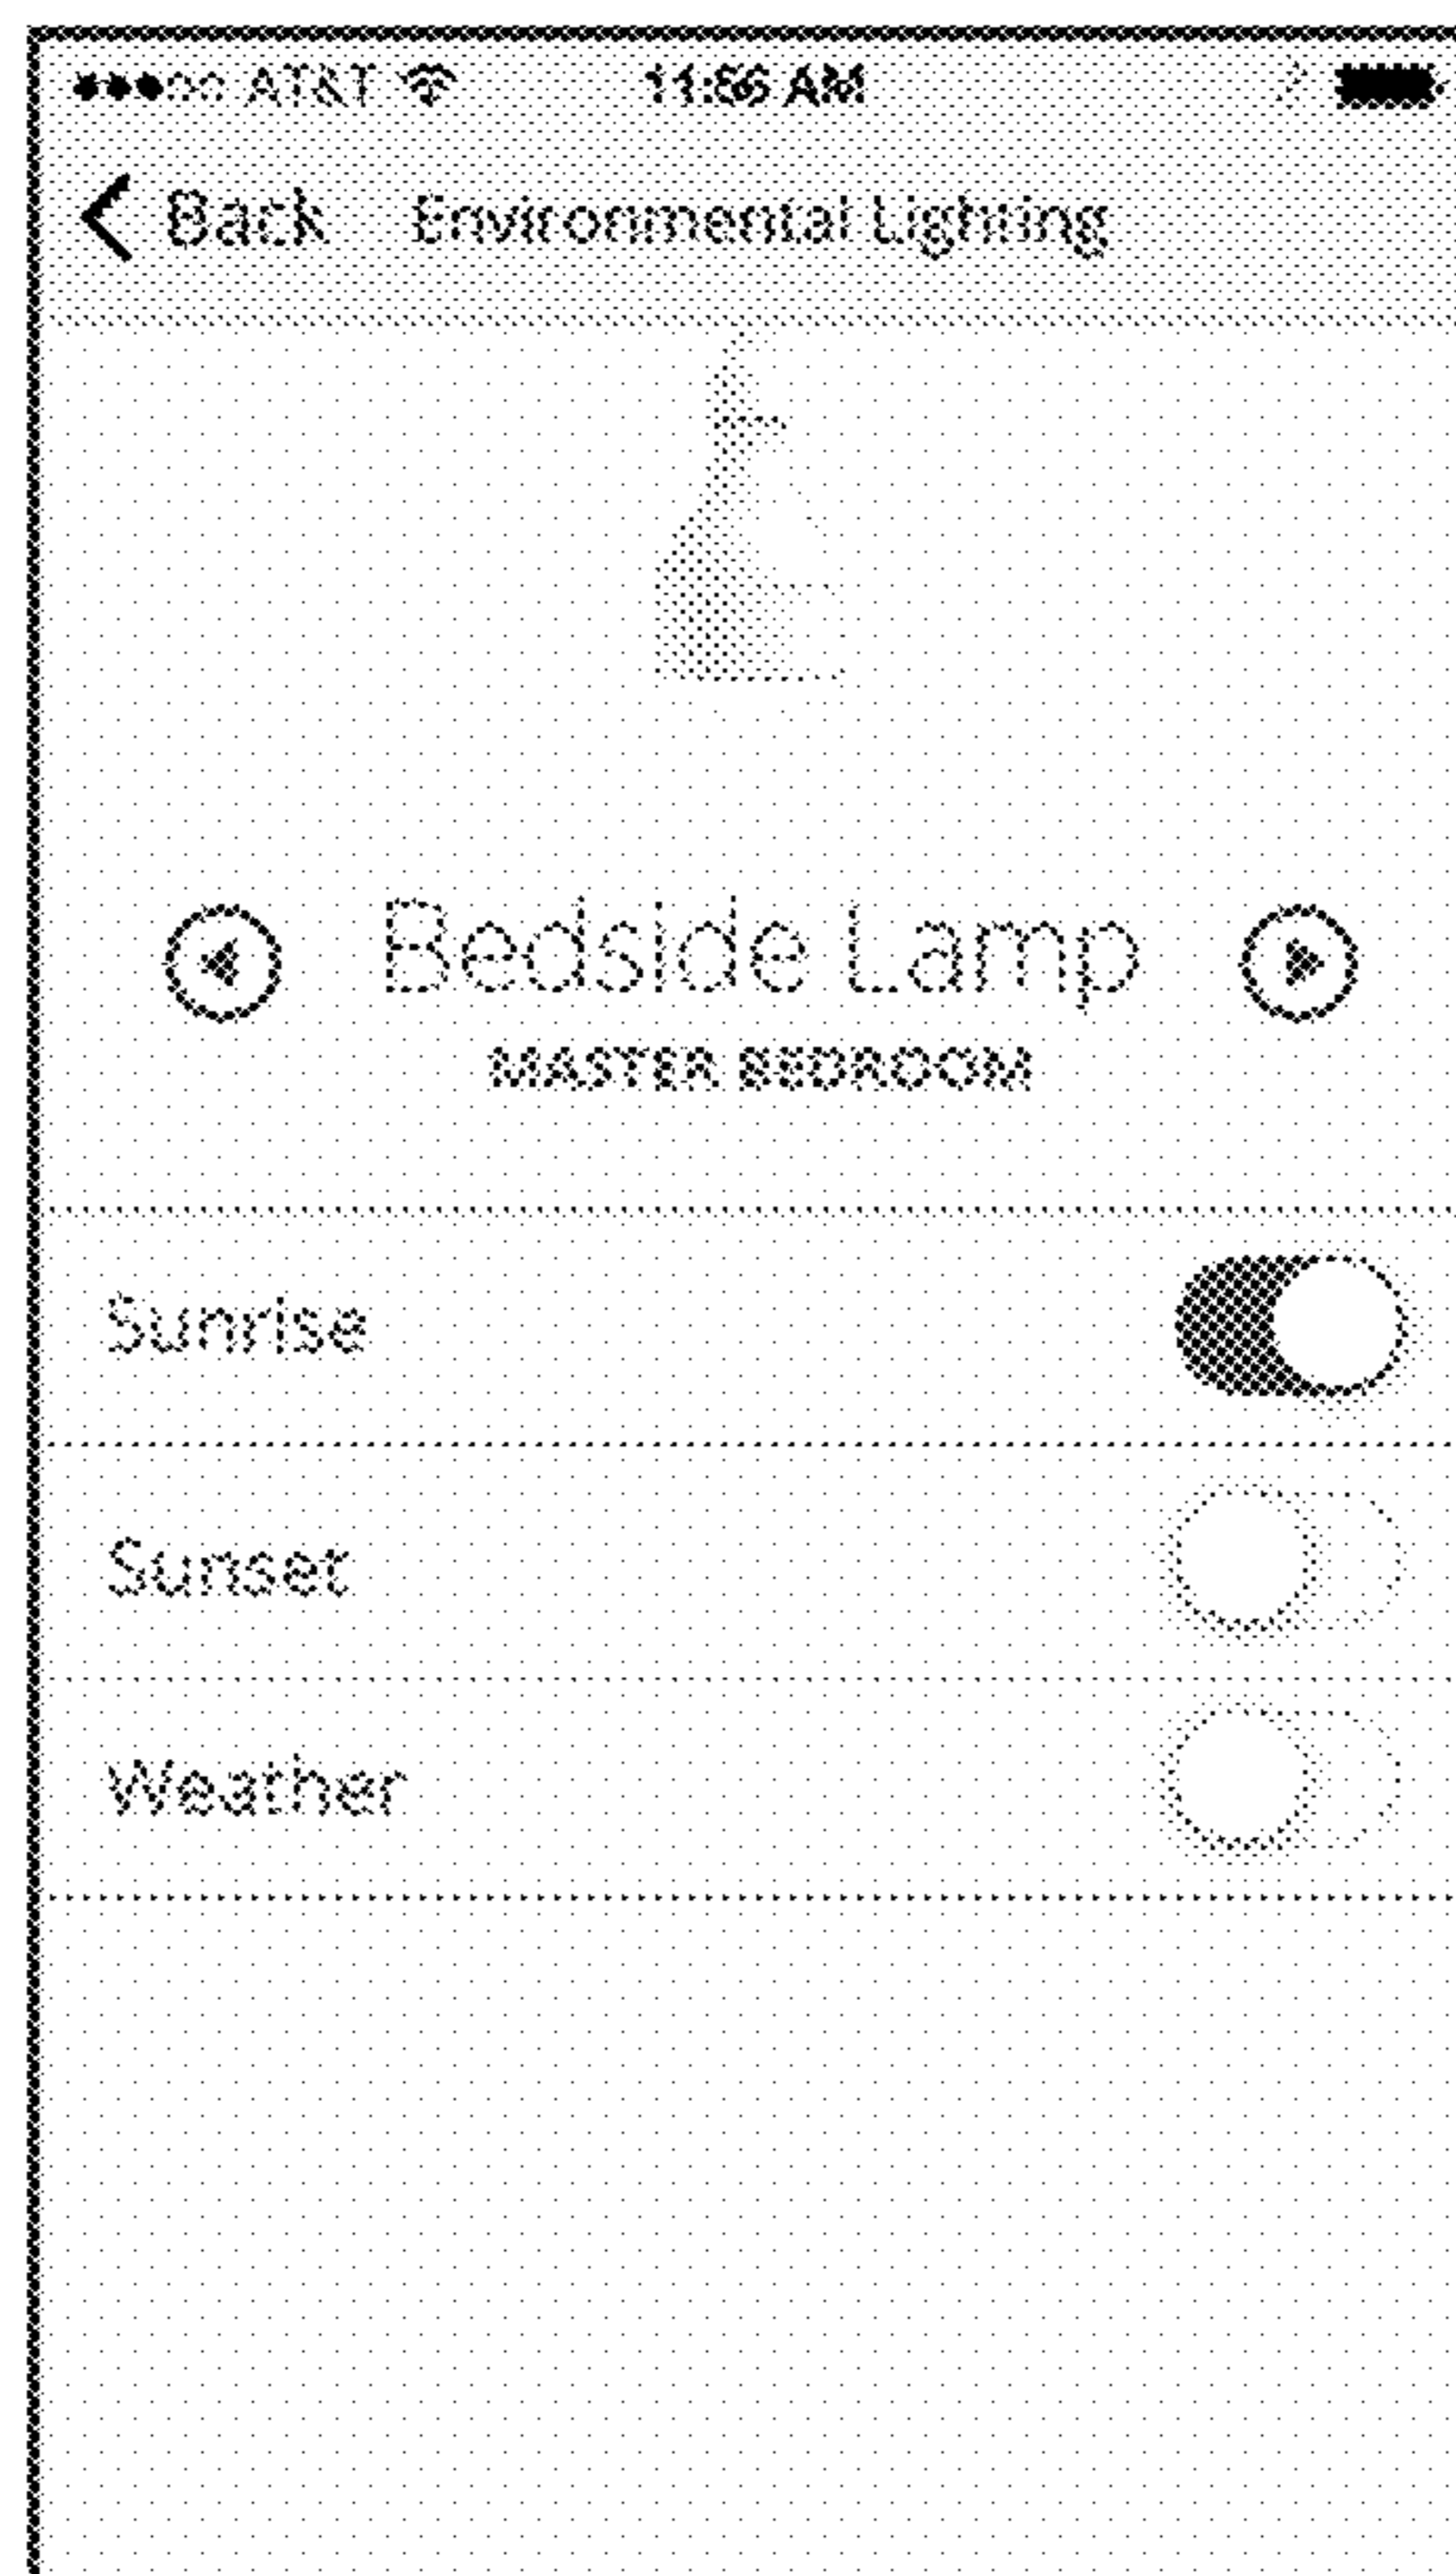 AT&T 11:56 AM
Back Environmental Lighting
Bedside Lamp
MASTER BEDROOM
Sunrise
Sunset
Weather